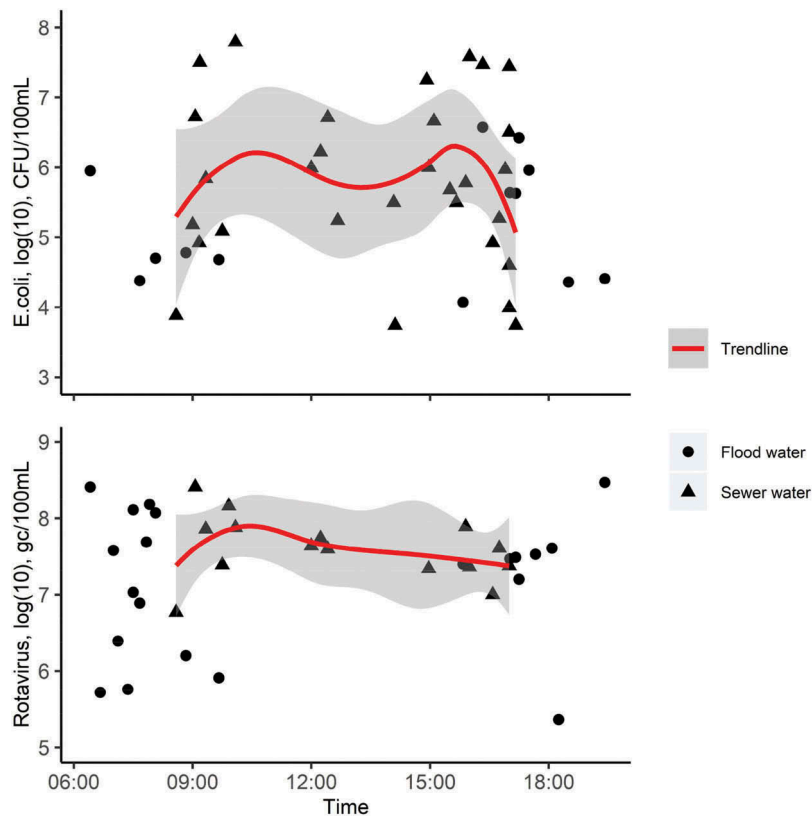 8
7
6
5
4
3
E.coli, log(10), CFU/100mL
Trendline
Flood water
Sewer water
9
8
7
6
5
Rotavirus, log(10), gc/100mL
06:00 09:00 12:00 15:00 18:00
Time